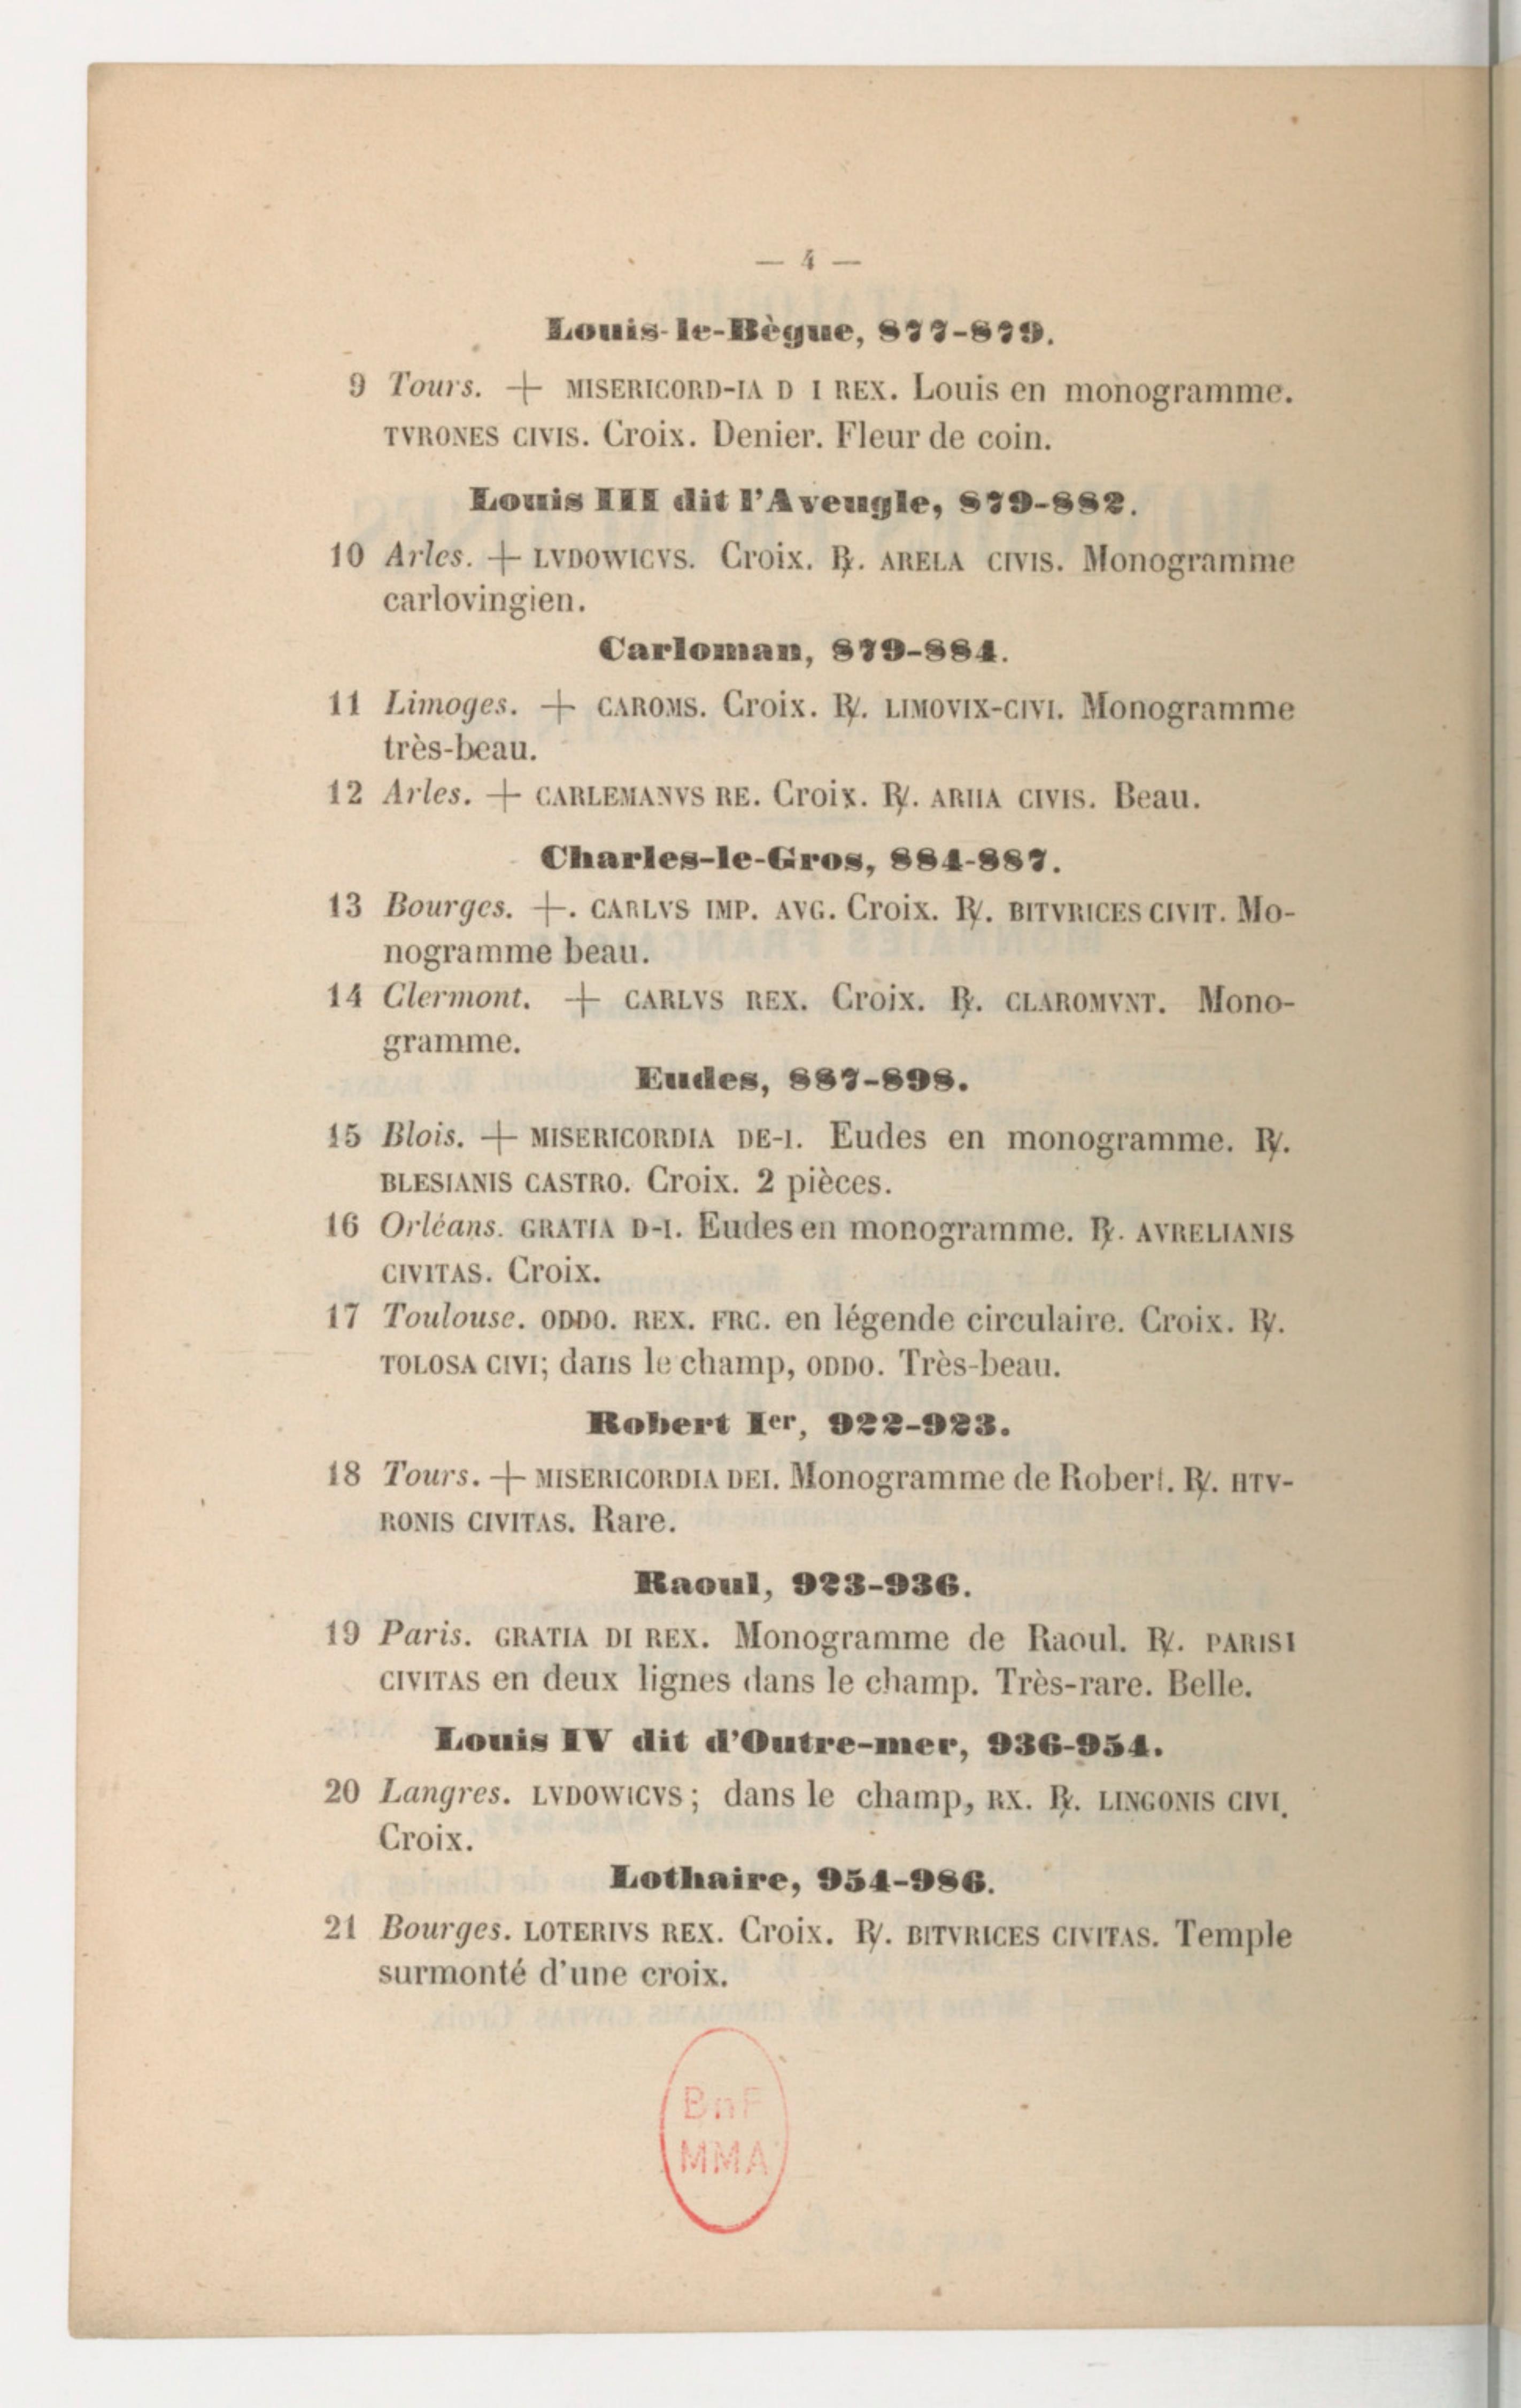 — 4 —
Louis-le-Bègue, 877-879.
9 Tours. + MISERICORD-IA D I REX. Louis en monogramme.
TVRONES CIVIS. Croix. Denier. Fleur de coin.
Louis III dit l'Aveugle, 879-882.
10 Arles. + LVDOWICVS. Croix. ℟. ARELA CIVIS. Monogramme
carlovingien.
Carloman, 879-884.
11 Limoges. + CAROMS. Croix. ℟. LIMOVIX-CIVI. Monogramme
très-beau.
12 Arles. + CARLEMANVS RE. Croix. ℟. ARIIA CIVIS. Beau.
Charles-le-Gros, 884-887.
13 Bourges. +. CARLVS IMP. AVG. Croix. ℟. BITVRICES CIVIT. Mo-
nogramme beau.
14 Clermont. + CARLVS REX. Croix. ℟. CLAROMVNT. Mono-
gramme.
Eudes, 887-898.
15 Blois. + MISERICORDIA DE-I. Eudes en monogramme. ℟.
BLESIANIS CASTRO. Croix. 2 pièces.
16 Orléans. GRATIA D-I. Eudes en monogramme. ℟. AVRELIANIS
CIVITAS. Croix.
17 Toulouse. ODDO. REX. FRC. en légende circulaire. Croix. ℟.
TOLOSA CIVI; dans le champ, ODDO. Très-beau.
Robert Ier, 922-923.
18 Tours. + MISERICORDIA DEI. Monogramme de Robert. ℟. HTV-
RONIS CIVITAS. Rare.
Raoul, 923-936.
19 Paris. GRATIA DI REX. Monogramme de Raoul. ℟. PARISI
CIVITAS en deux lignes dans le champ. Très-rare. Belle.
Louis IV dit d'Outre-mer, 936-954.
20 Langres. LVDOWICVS; dans le champ, RX. ℟. LINGONIS CIVI.
Croix.
Lothaire, 954-986.
21 Bourges. LOTERIVS REX. Croix. ℟. BITVRICES CIVITAS. Temple
surmonté d'une croix.
BnF
MMA